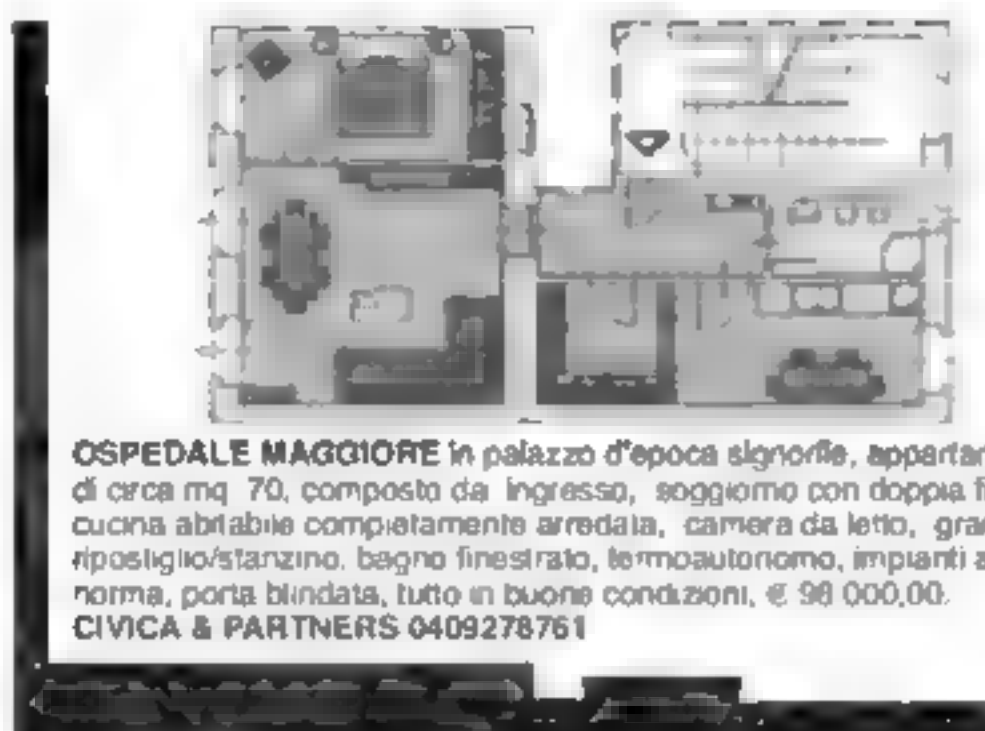 OSPEDALE MAGGIORE in palazzo d'epoca signorile, appartam
di circa mq 70, composto da ingresso, soggiorno con doppia fi
cucina abitabile completamente arredata, camera da letto, gra
ripostiglio/stanzino, bagno finestrato, termoautonomo, impianti a
norma, porta blindata, tutto in buone condizioni, € 98 000,00.
CIVICA & PARTNERS 0409278761